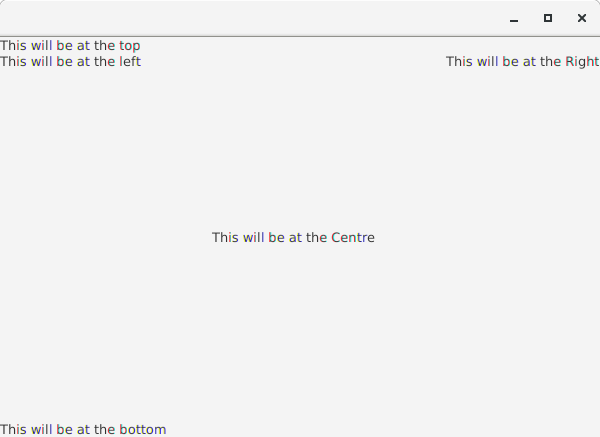 This will be at the top
This will be at the left
This will be at the Right
This will be at the Centre
This will be at the bottom